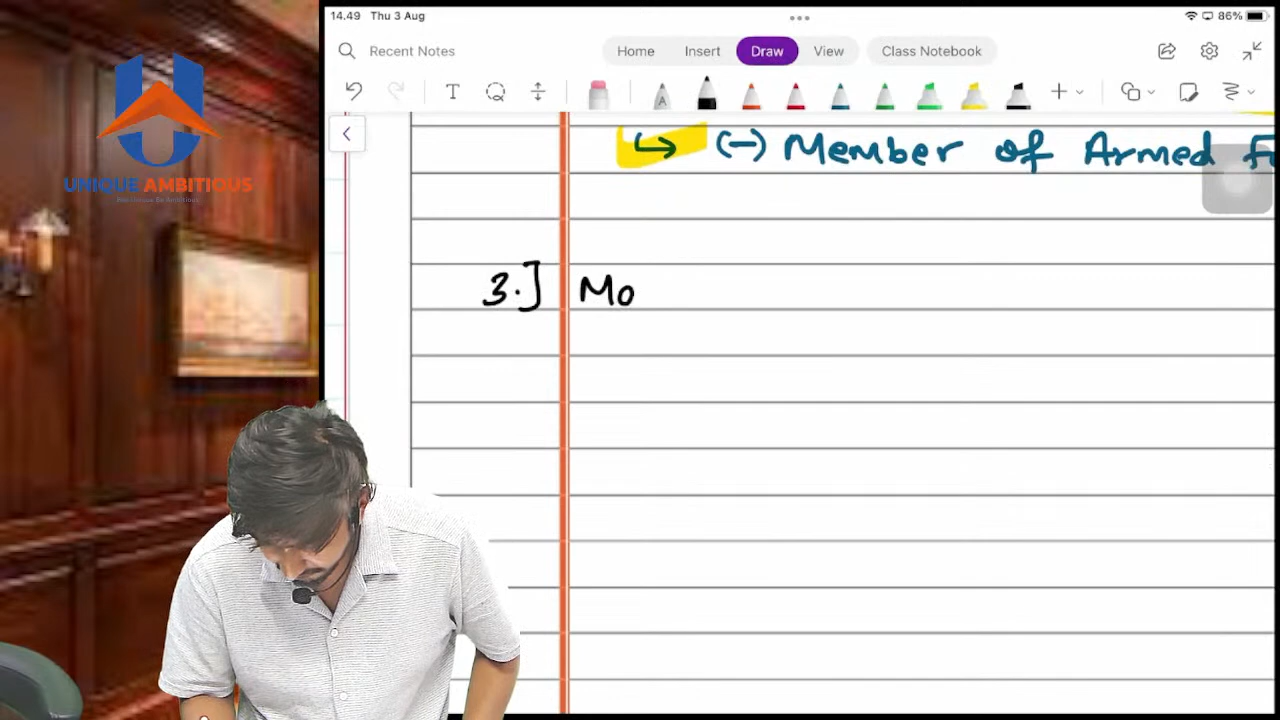 14.49 Thu 3 Aug
86%
Recent Notes
Home Insert Draw View Class Notebook
T
A
(-) Member of Armed
3.] Mo
UNIQUE AMBITIOUS